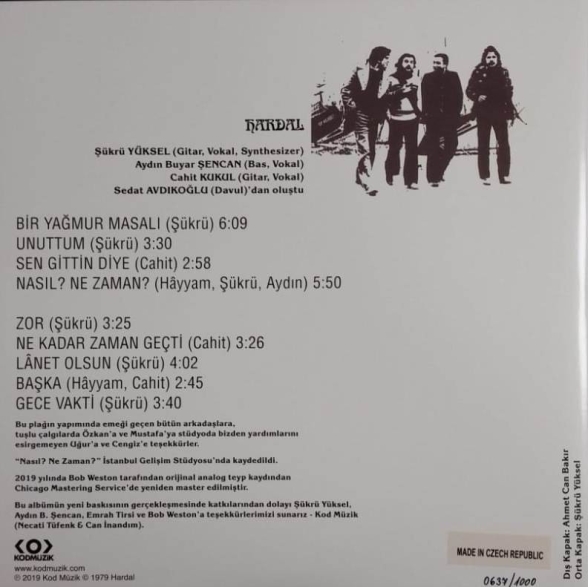 HARDAL
Şükrü YÜKSEL (Gitar, Vokal, Synthesizer)
Aydın Buyar ŞENCAN (Bas, Vokal)
Cahit KUKUL (Gitar, Vokal)
Sedat AVDIKOĞLU (Davul)'dan oluştu
BİR YAĞMUR MASALI (Şükrü) 6:09
UNUTTUM (Şükrü) 3:30
SEN GİTTİN DİYE (Cahit) 2:58
NASIL? NE ZAMAN? (Hâyyam, Şükrü, Aydın) 5:50
ZOR (Şükrü) 3:25
NE KADAR ZAMAN GEÇTİ (Cahit) 3:26
LÂNET OLSUN (Şükrü) 4:02
BAŞKA (Hâyyam, Cahit) 2:45
GECE VAKTİ (Şükrü) 3:40
Bu plağın yapımında emeği geçen bütün arkadaşlara,
tuşlu çalgılarda Özkan'a ve Mustafa'ya stüdyoda bizden yardımlarını
esirgemeyen Uğur'a ve Cengiz'e teşekkürler.
"Nasıl? Ne Zaman?" İstanbul Gelişim Stüdyosu'nda kaydedildi.
2019 yılında Bob Weston tarafından orijinal analog teyp kaydından
Chicago Mastering Service'de yeniden master edilmiştir.
Bu albümün yeni baskısının gerçekleşmesinde katkılarından dolayı Şükrü Yüksel,
Aydın B. Şencan, Emrah Tirsi ve Bob Weston'a teşekkürlerimizi sunarız - Kod Müzik
(Necati Tüfenk & Can İnandım).
KODMUZIK
www.kodmuzik.com
℗ 2019 Kod Müzik © 1979 Hardal
MADE IN CZECH REPUBLIC
0637/1000
Dış Kapak: Ahmet Can Bakır
Orta Kapak: Şükrü Yüksel